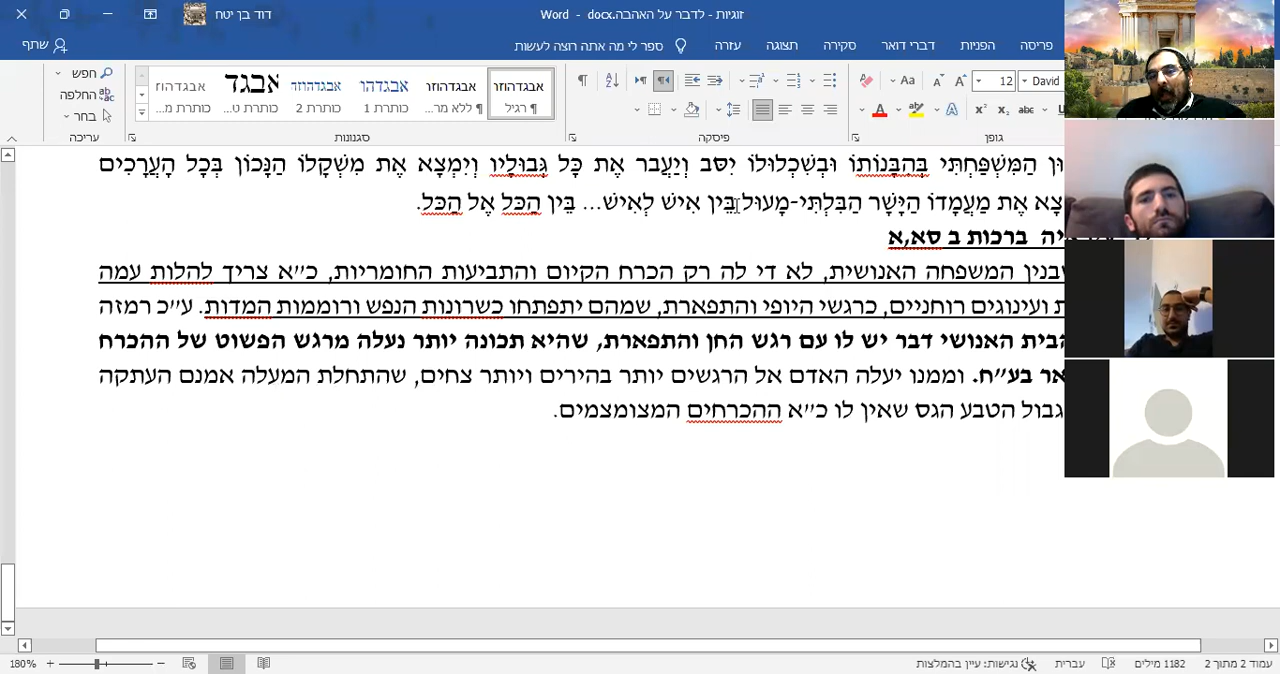 זוגיות - לדבר על האהבה.docx - Word
דוד בן יטח
פריסה הפניות דברי דואר סקירה תצוגה עזרה ספר לי מה אתה רוצה לעשות
שתף
David 12
אבגדהוזו אבגדהוזו אבגדהו אבגדהוזח אבגד אבגדהוזו
¶ רגיל ¶ ללא מר... כותרת 1 כותרת 2 כותרת ט... כותרת מ...
חפש
החלפה
בחר
גופן פיסקה סגנונות עריכה
הַמִּשְׁפַּחְתִּי בְּהִבָּנוֹתוֹ וּבְשִׁכְלוּלוֹ יִסֹּב וְיַעֲבֹר אֶת כָּל גְּבוּלָיו וְיִמְצָא אֶת מִשְׁקָלוֹ הַנָּכוֹן בְּכָל הָעֲרָכִים
אֶת מַעֲמָדוֹ הַיָּשָׁר הַבִּלְתִּי-מָעוּל בֵּין אִישׁ לְאִישׁ... בֵּין הַכֹּל אֶל הַכֹּל.
ברכות ב סא,א
שבנין המשפחה האנושית, לא די לה רק הכרח הקיום והתביעות החומריות, כ״א צריך להלות עמה
ועינוגים רוחניים, כרגשי היופי והתפארת, שמהם יתפתחו כשרונות הנפש ורוממות המדות. ע״כ רמזה
הבית האנושי דבר יש לו עם רגש החן והתפארת, שהיא תכונה יותר נעלה מרגש הפשוט של ההכרח
בע״ח. וממנו יעלה האדם אל הרגשים יותר בהירים ויותר צחים, שהתחלת המעלה אמנם העתקה
גבול הטבע הגס שאין לו כ״א ההכרחים המצומצמים.
עמוד 2 מתוך 2 1182 מילים עברית נגישות: עיין בהמלצות 180%